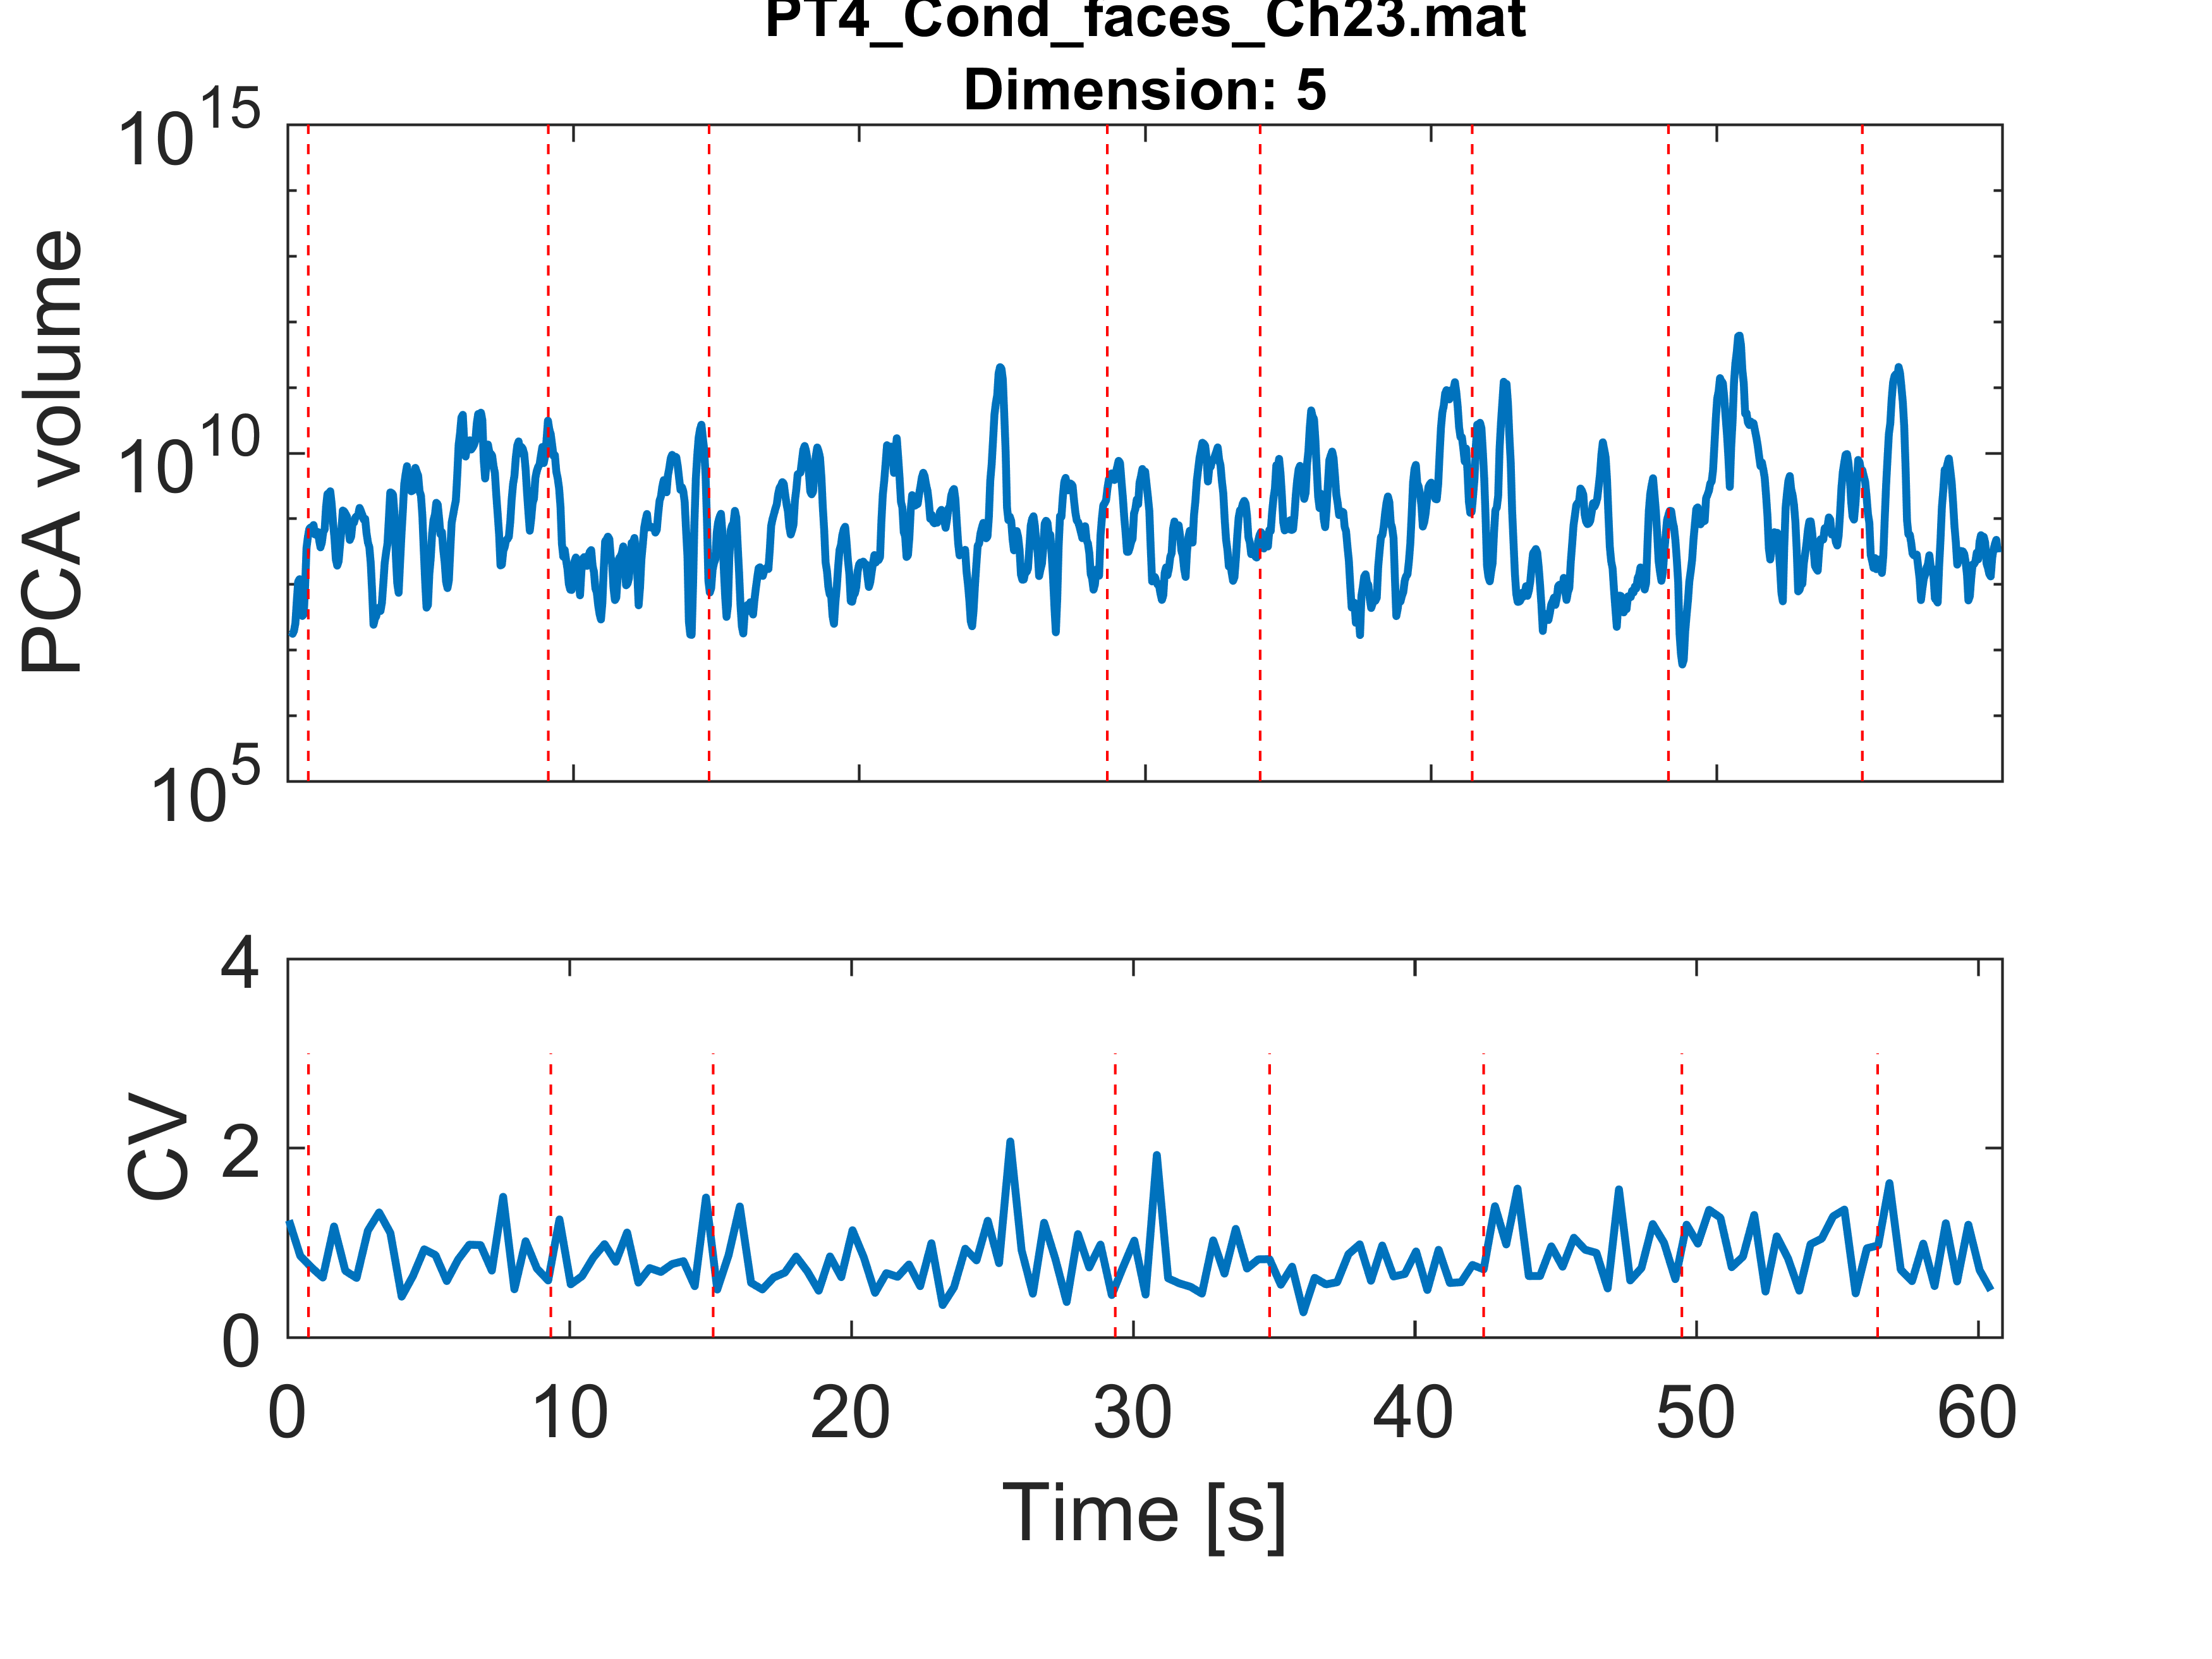 PT4_Cond_faces_Ch23.mat
Dimension: 5
PCA volume
10^15
10^10
10^5
CV
4
2
0
0 10 20 30 40 50 60
Time [s]